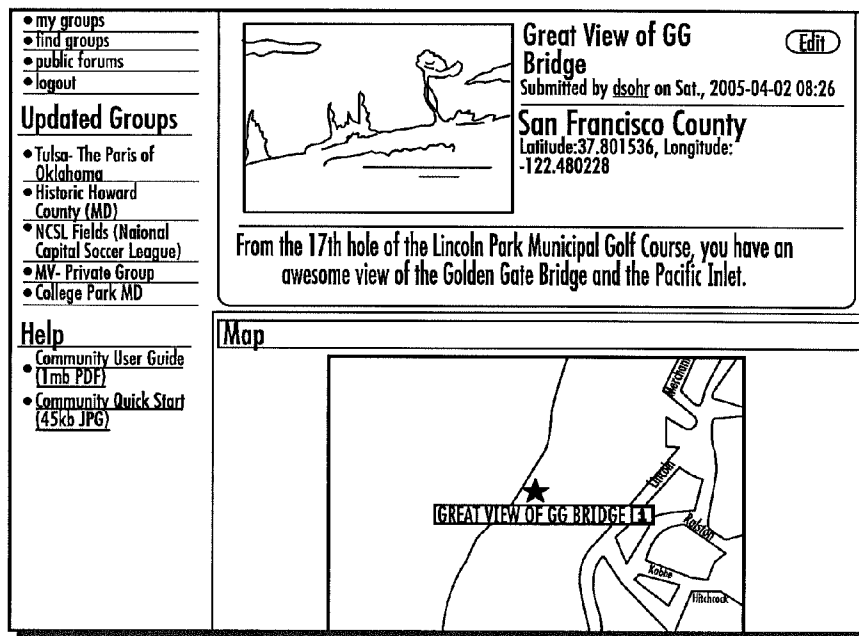 my groups
find groups
public forums
logout
Updated Groups
Tulsa- The Paris of
Oklahoma
Historic Howard
County (MD)
NCSL Fields (Naional
Capital Soccer League)
MV- Private Group
College Park MD
Help
Community User Guide
(1mb PDF)
Community Quick Start
(45kb JPG)
Great View of GG
Bridge
Edit
Submitted by dsohr on Sat., 2005-04-02 08:26
San Francisco County
Latitude:37.801536, Longitude:
-122.480228
From the 17th hole of the Lincoln Park Municipal Golf Course, you have an
awesome view of the Golden Gate Bridge and the Pacific Inlet.
Map
Merchant
Lincoln
GREAT VIEW OF GG BRIDGE 1
Ralston
Kobbe
Hitchcock